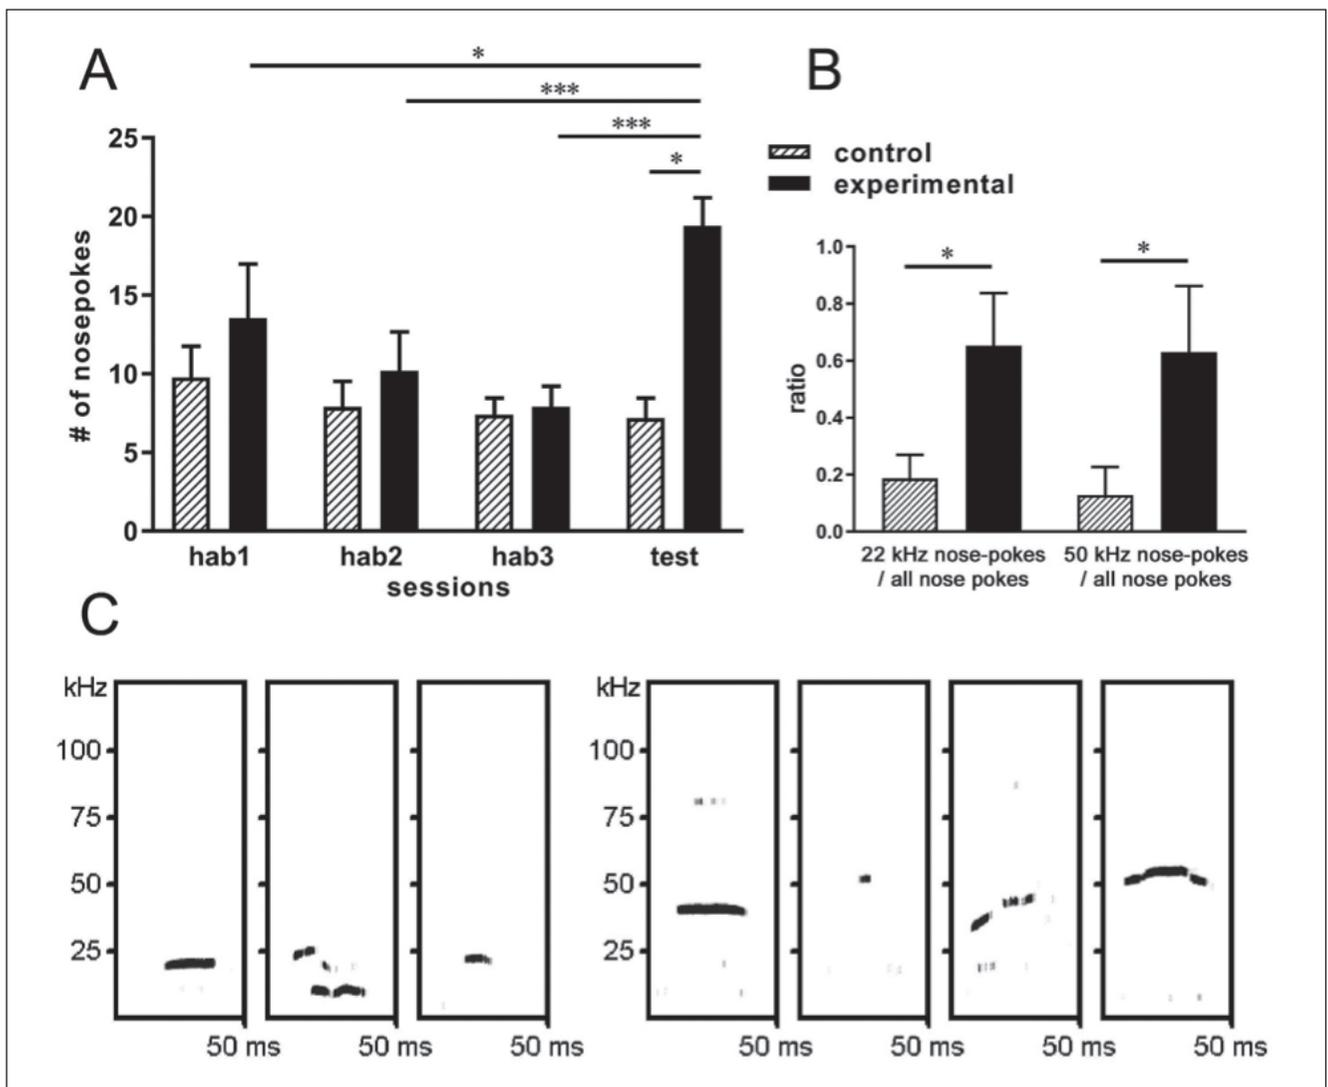 A
B
*
***
***
*
25
20
15
10
5
0
# of nosepokes
hab1 hab2 hab3 test
sessions
control
experimental
1.0
0.8
0.6
0.4
0.2
0.0
ratio
* *
22 kHz nose-pokes
/ all nose pokes
50 kHz nose-pokes
/ all nose pokes
C
kHz
100
75
50
25
50 ms 50 ms 50 ms
kHz
100
75
50
25
50 ms 50 ms 50 ms 50 ms